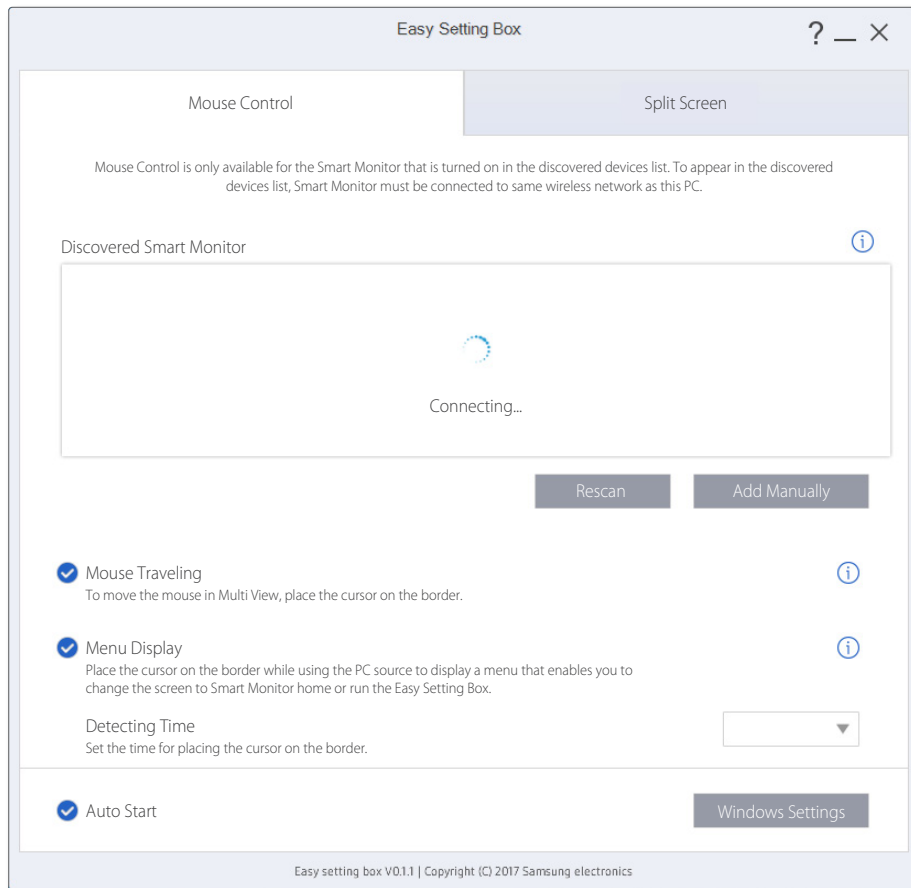 Easy Setting Box
?
Mouse Control
Split Screen
Mouse Control is only available for the Smart Monitor that is turned on in the discovered devices list. To appear in the discovered
devices list, Smart Monitor must be connected to same wireless network as this PC.
Discovered Smart Monitor
i
Connecting...
Rescan
Add Manually
Mouse Traveling
i
To move the mouse in Multi View, place the cursor on the border.
Menu Display
i
Place the cursor on the border while using the PC source to display a menu that enables you to
change the screen to Smart Monitor home or run the Easy Setting Box.
Detecting Time
Set the time for placing the cursor on the border.
Auto Start
Windows Settings
Easy setting box V0.1.1 | Copyright (C) 2017 Samsung electronics